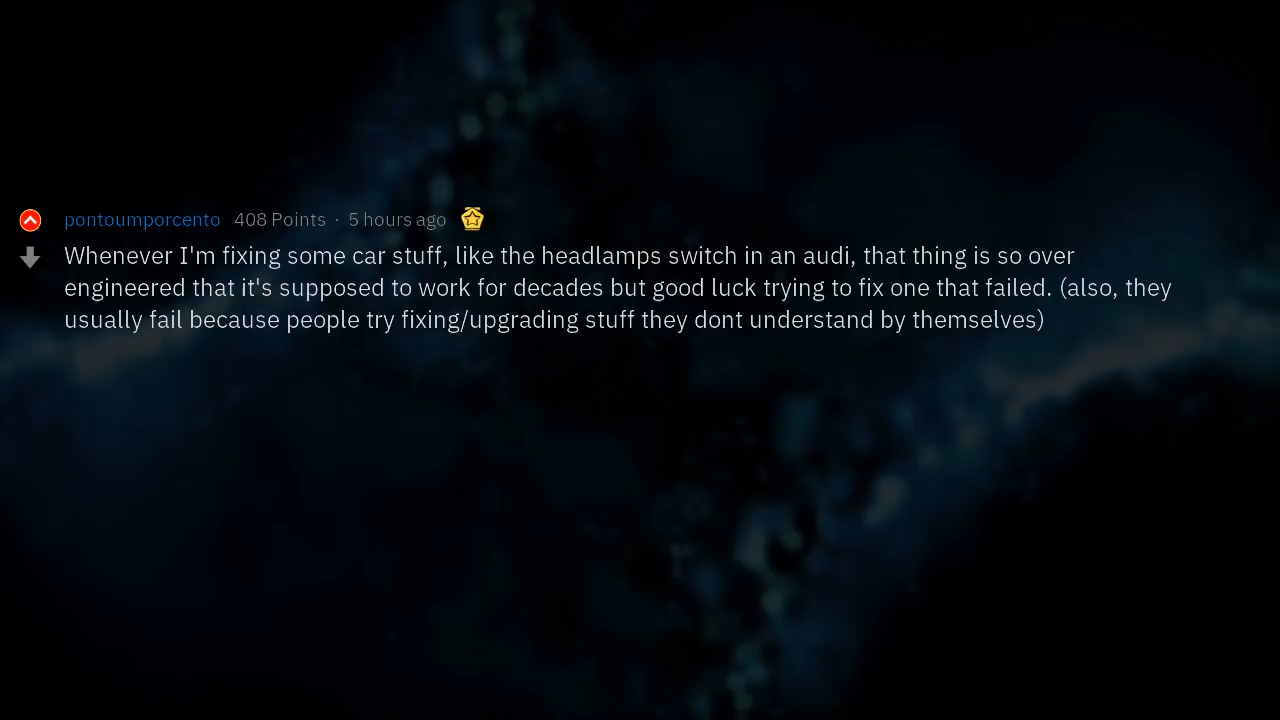 pontoumporcento 408 Points · 5 hours ago
Whenever I'm fixing some car stuff, like the headlamps switch in an audi, that thing is so over
engineered that it's supposed to work for decades but good luck trying to fix one that failed. (also, they
usually fail because people try fixing/upgrading stuff they dont understand by themselves)